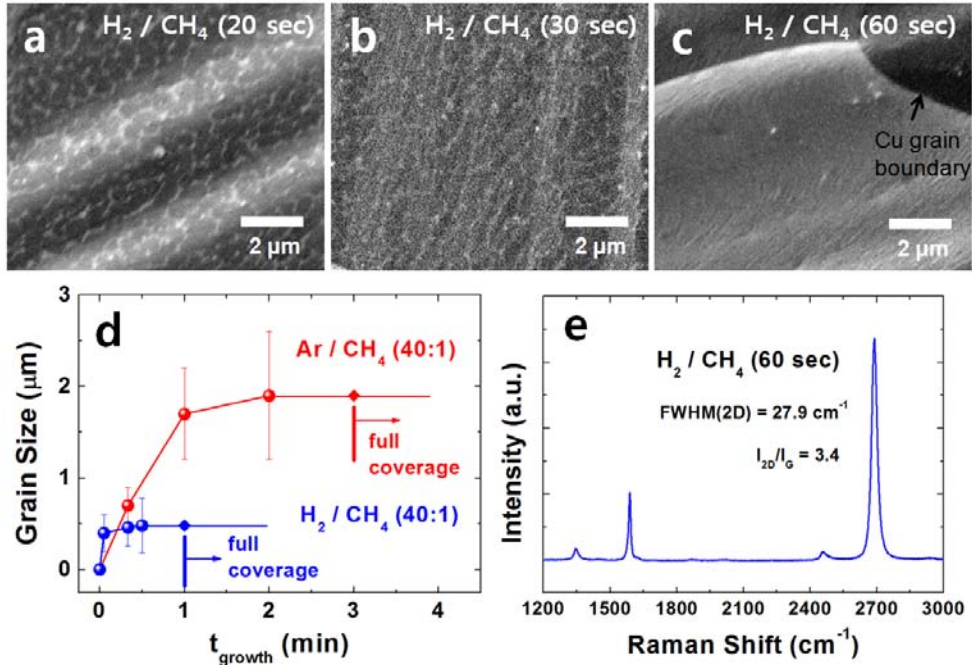 a
H₂ / CH₄ (20 sec)
2 μm
b
H₂ / CH₄ (30 sec)
2 μm
c
H₂ / CH₄ (60 sec)
Cu grain
boundary
2 μm
d
Grain Size (μm)
3
2
1
0
Ar / CH₄ (40:1)
full
coverage
H₂ / CH₄ (40:1)
full
coverage
0 1 2 3 4
t_growth (min)
e
Intensity (a.u.)
H₂ / CH₄ (60 sec)
FWHM(2D) = 27.9 cm⁻¹
I_2D/I_G = 3.4
1200 1500 1800 2100 2400 2700 3000
Raman Shift (cm⁻¹)